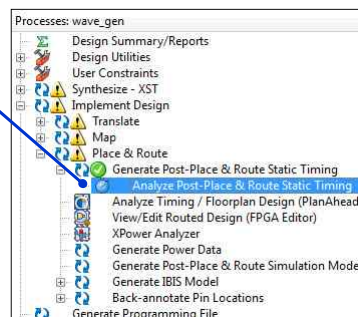 Processes: wave_gen
Design Summary/Reports
Design Utilities
User Constraints
Synthesize - XST
Implement Design
Translate
Map
Place & Route
Generate Post-Place & Route Static Timing
Analyze Post-Place & Route Static Timing
Analyze Timing / Floorplan Design (PlanAhead
View/Edit Routed Design (FPGA Editor)
XPower Analyzer
Generate Power Data
Generate Post-Place & Route Simulation Mode
Generate IBIS Model
Back-annotate Pin Locations
Generate Programming File